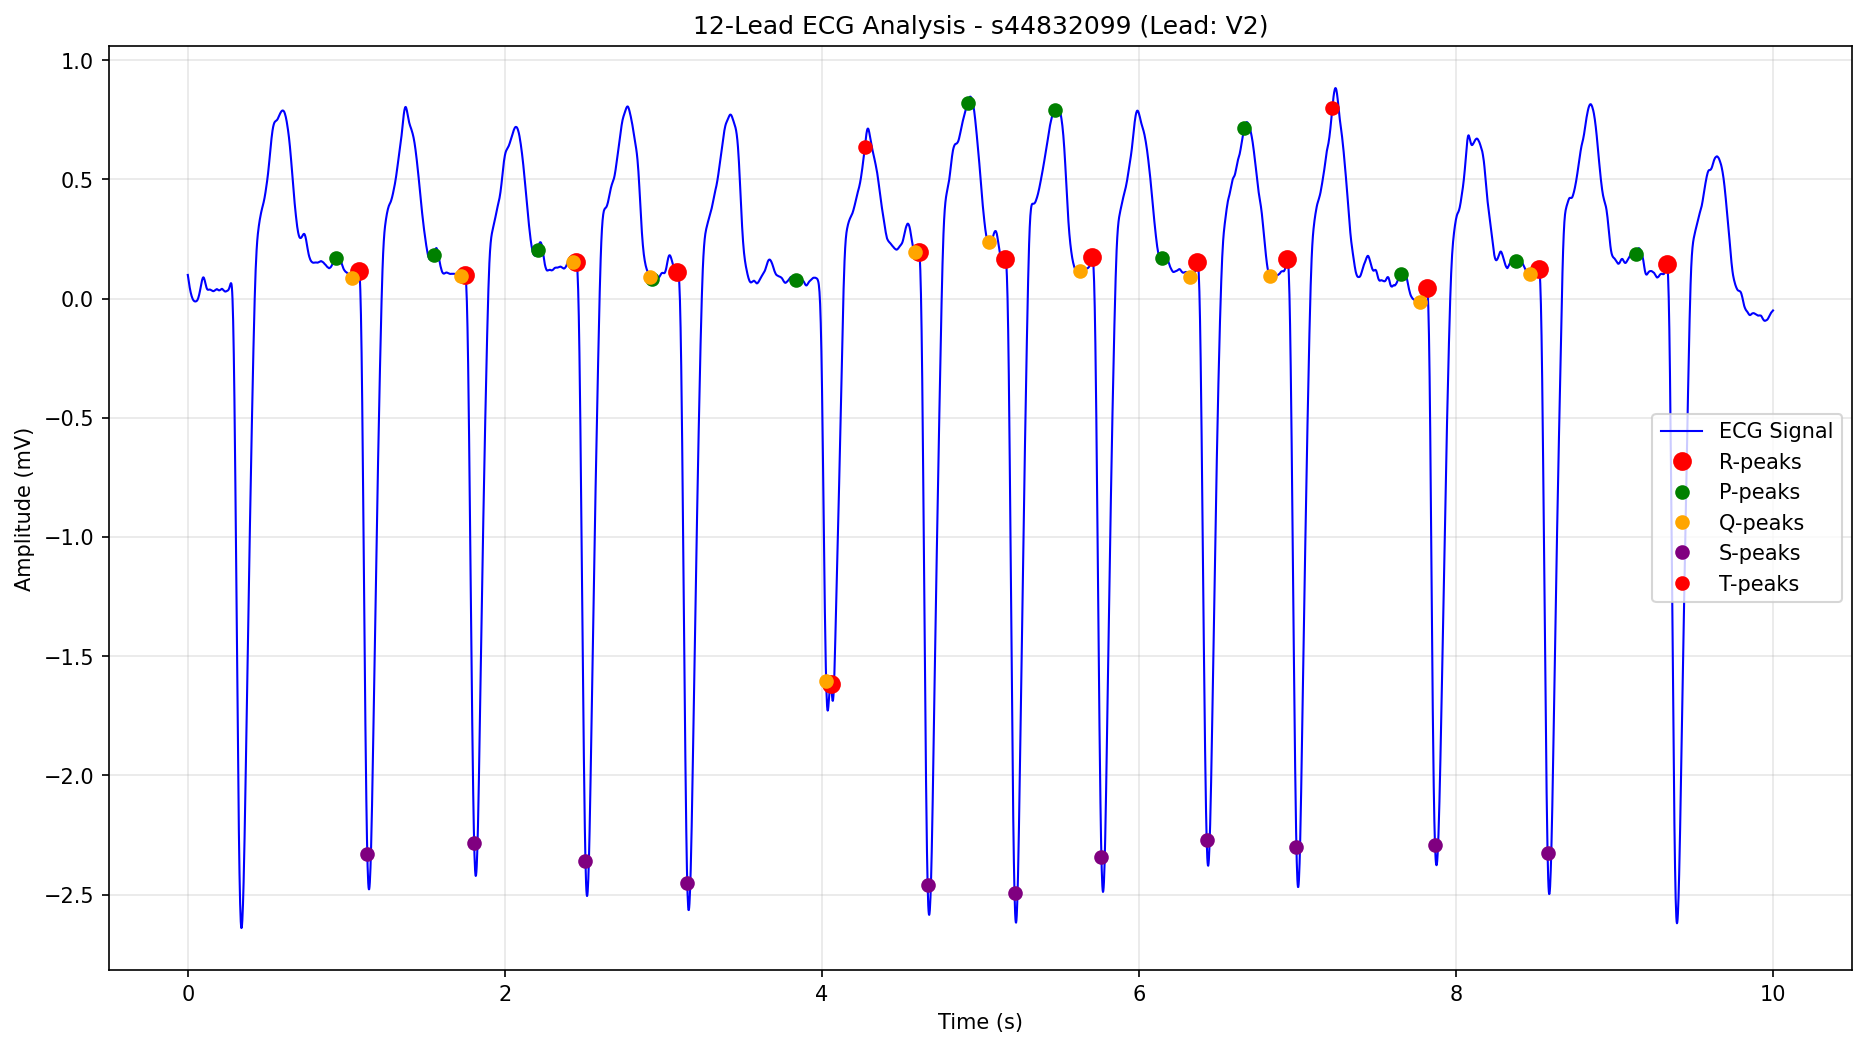 12-Lead ECG Analysis - s44832099 (Lead: V2)
1.0
0.5
0.0
−0.5
−1.0
−1.5
−2.0
−2.5
Amplitude (mV)
ECG Signal
R-peaks
P-peaks
Q-peaks
S-peaks
T-peaks
0 2 4 6 8 10
Time (s)